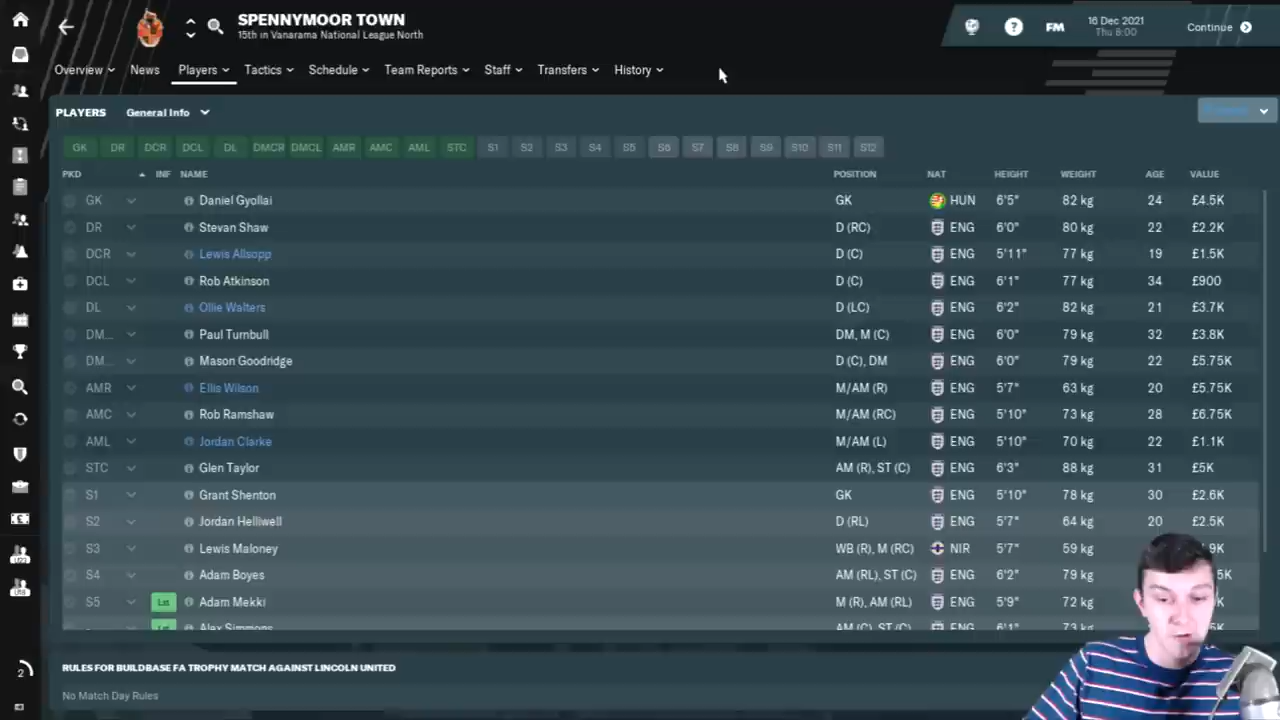 SPENNYMOOR TOWN
15th in Vanarama National League North
FM
16 Dec 2021
Thu 8:00
Continue
Overview News Players Tactics Schedule Team Reports Staff Transfers History
PLAYERS General Info
GK DR DCR DCL DL DMCR DMCL AMR AMC AML STC S1 S2 S3 S4 S5 S6 S7 S8 S9 S10 S11 S12
PKD INF NAME POSITION NAT HEIGHT WEIGHT AGE VALUE
GK Daniel Gyollai GK HUN 6'5" 82 kg 24 £4.5K
DR Stevan Shaw D (RC) ENG 6'0" 80 kg 22 £2.2K
DCR Lewis Allsopp D (C) ENG 5'11" 77 kg 19 £1.5K
DCL Rob Atkinson D (C) ENG 6'1" 77 kg 34 £900
DL Ollie Walters D (LC) ENG 6'2" 82 kg 21 £3.7K
DM... Paul Turnbull DM, M (C) ENG 6'0" 79 kg 32 £3.8K
DM... Mason Goodridge D (C), DM ENG 6'0" 79 kg 22 £5.75K
AMR Ellis Wilson M/AM (R) ENG 5'7" 63 kg 20 £5.75K
AMC Rob Ramshaw M/AM (RC) ENG 5'10" 73 kg 28 £6.75K
AML Jordan Clarke M/AM (L) ENG 5'10" 70 kg 22 £1.1K
STC Glen Taylor AM (R), ST (C) ENG 6'3" 88 kg 31 £5K
S1 Grant Shenton GK ENG 5'10" 78 kg 30 £2.6K
S2 Jordan Helliwell D (RL) ENG 5'7" 64 kg 20 £2.5K
S3 Lewis Maloney WB (R), M (RC) NIR 5'7" 59 kg
S4 Adam Boyes AM (RL), ST (C) ENG 6'2" 79 kg
S5 Lst Adam Mekki M (R), AM (RL) ENG 5'9" 72 kg
Lst Alex Simmons AM (C), ST (C) ENG 6'1" 73 kg
RULES FOR BUILDBASE FA TROPHY MATCH AGAINST LINCOLN UNITED
No Match Day Rules
2